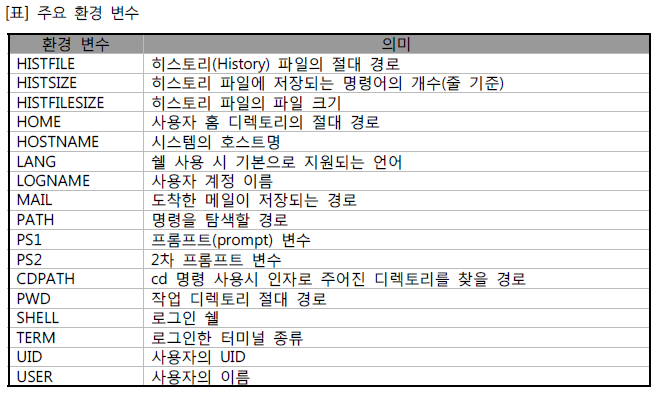 [표] 주요 환경 변수
환경 변수 의미
HISTFILE 히스토리(History) 파일의 절대 경로
HISTSIZE 히스토리 파일에 저장되는 명령어의 개수(줄 기준)
HISTFILESIZE 히스토리 파일의 파일 크기
HOME 사용자 홈 디렉토리의 절대 경로
HOSTNAME 시스템의 호스트명
LANG 쉘 사용 시 기본으로 지원되는 언어
LOGNAME 사용자 계정 이름
MAIL 도착한 메일이 저장되는 경로
PATH 명령을 탐색할 경로
PS1 프롬프트(prompt) 변수
PS2 2차 프롬프트 변수
CDPATH cd 명령 사용시 인자로 주어진 디렉토리를 찾을 경로
PWD 작업 디렉토리 절대 경로
SHELL 로그인 쉘
TERM 로그인한 터미널 종류
UID 사용자의 UID
USER 사용자의 이름